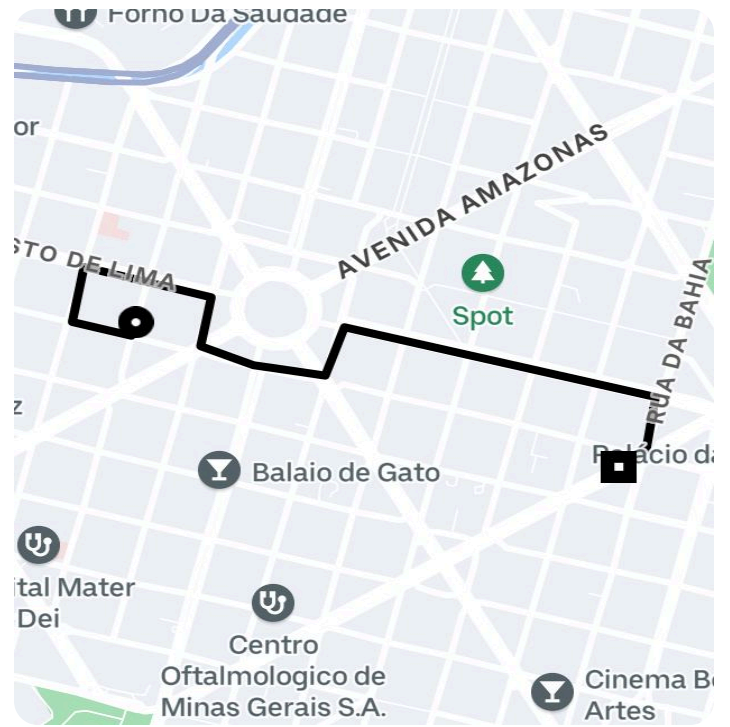 Forno Da Saudade
or
STO DE LIMA
AVENIDA AMAZONAS
Spot
RUA DA BAHIA
z
Balaio de Gato
Palácio da
ital Mater
Dei
Centro
Oftalmologico de
Minas Gerais S.A.
Cinema Be
Artes